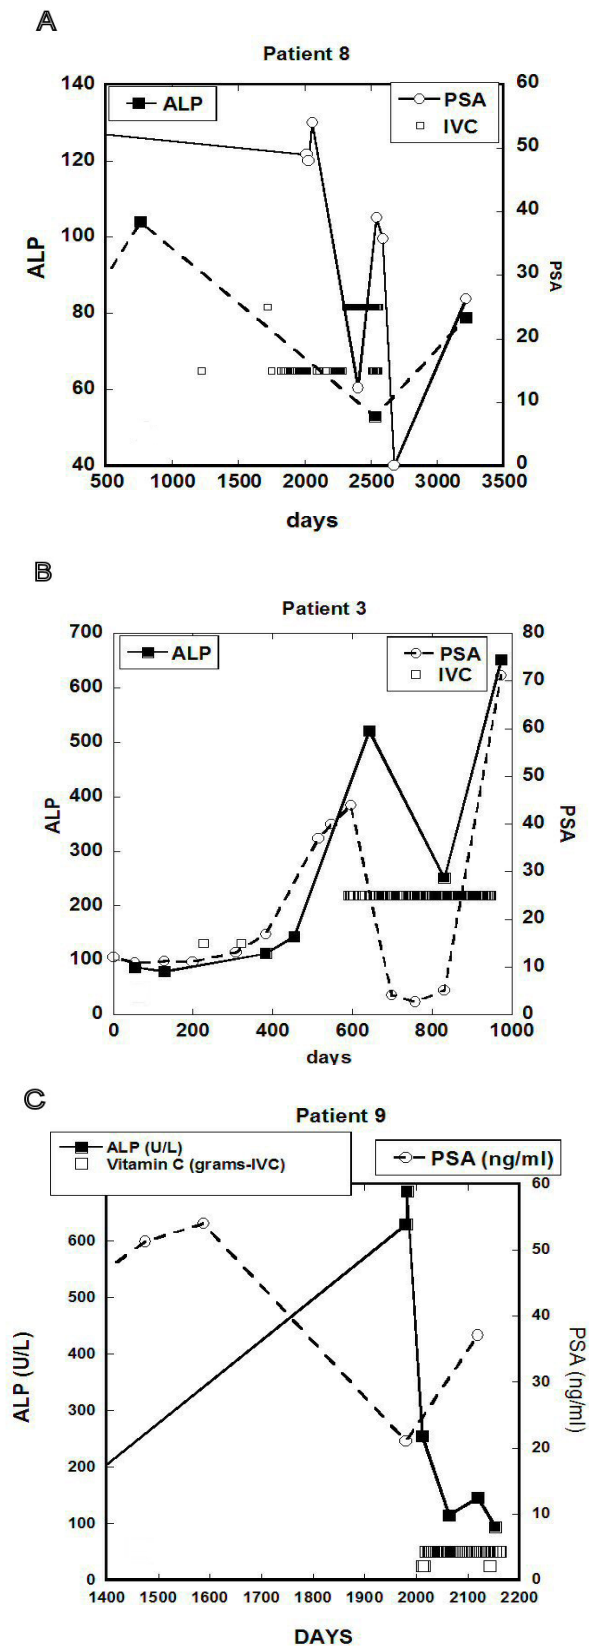 A
Patient 8
140
120
100
80
60
40
ALP
ALP
PSA
IVC
60
50
40
30
20
10
0
PSA
500 1000 1500 2000 2500 3000 3500
days
B
Patient 3
700
600
500
400
300
200
100
0
ALP
ALP
PSA
IVC
80
70
60
50
40
30
20
10
0
PSA
0 200 400 600 800 1000
days
C
Patient 9
ALP (U/L)
Vitamin C (grams-IVC)
PSA (ng/ml)
600
500
400
300
200
100
0
ALP (U/L)
60
50
40
30
20
10
0
PSA (ng/ml)
1400 1500 1600 1700 1800 1900 2000 2100 2200
DAYS